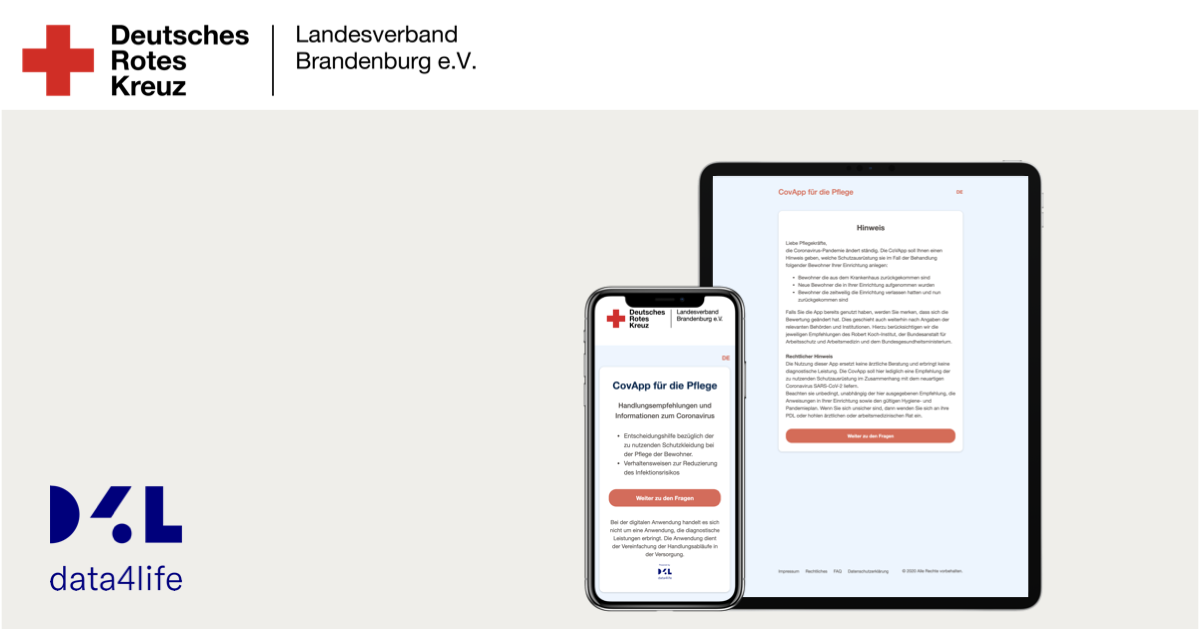 Deutsches
Rotes
Kreuz
Landesverband
Brandenburg e.V.
D4L
data4life
Deutsches
Rotes
Kreuz
Landesverband
Brandenburg e.V.
DE
CovApp für die Pflege
Handlungsempfehlungen und
Informationen zum Coronavirus
• Entscheidungshilfe bezüglich der
zu nutzenden Schutzkleidung bei
der Pflege der Bewohner.
• Verhaltensweisen zur Reduzierung
des Infektionsrisikos
Weiter zu den Fragen
Bei der digitalen Anwendung handelt es sich
nicht um eine Anwendung, die diagnostische
Leistungen erbringt. Die Anwendung dient
der Vereinfachung der Handlungsabläufe in
der Versorgung.
D4L
data4life
CovApp für die Pflege
DE
Hinweis
Liebe Pflegekräfte,
die Coronavirus-Pandemie ändert ständig. Die CovApp soll Ihnen einen
Hinweis geben, welche Schutzausrüstung sie im Fall der Behandlung
folgender Bewohner Ihrer Einrichtung anlegen:
• Bewohner die aus dem Krankenhaus zurückgekommen sind
• Neue Bewohner die in Ihrer Einrichtung aufgenommen wurden
• Bewohner die zeitweilig die Einrichtung verlassen hatten und nun
zurückgekommen sind
Falls Sie die App bereits genutzt haben, werden Sie merken, dass sich die
Bewertung geändert hat. Dies geschieht auch weiterhin nach Angaben der
relevanten Behörden und Institutionen. Hierzu berücksichtigen wir die
jeweiligen Empfehlungen des Robert Koch-Institut, der Bundesanstalt für
Arbeitsschutz und Arbeitsmedizin und dem Bundesgesundheitsministerium.
Rechtlicher Hinweis
Die Nutzung dieser App ersetzt keine ärztliche Beratung und erbringt keine
diagnostische Leistung. Die CovApp soll hier lediglich eine Empfehlung der
zu nutzenden Schutzausrüstung im Zusammenhang mit dem neuartigen
Coronavirus SARS-CoV-2 liefern.
Beachten sie unbedingt, unabhängig der hier ausgegebenen Empfehlung, die
Anweisungen in Ihrer Einrichtung sowie den gültigen Hygiene- und
Pandemieplan. Wenn Sie sich unsicher sind, dann wenden Sie sich an ihre
PDL oder hohlen ärztlichen oder arbeitsmedizinischen Rat ein.
Weiter zu den Fragen
Impressum Rechtliches FAQ Datenschutzerklärung © 2020 Alle Rechte vorbehalten.